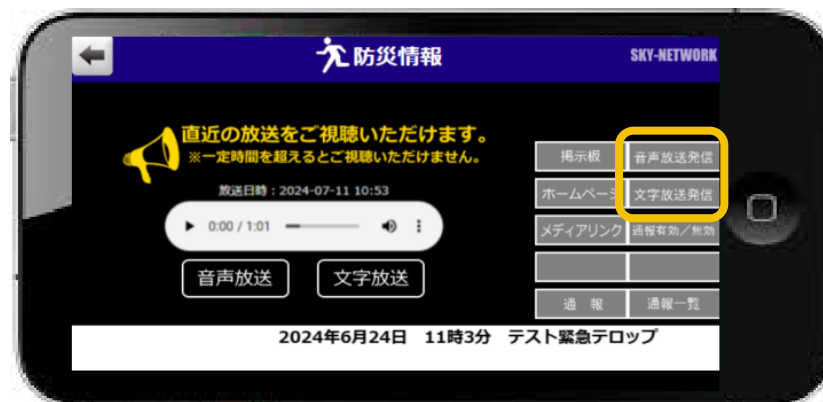 防災情報
SKY-NETWORK
直近の放送をご視聴いただけます。
※一定時間を超えるとご視聴いただけません。
放送日時：2024-07-11 10:53
0:00 / 1:01
音声放送
文字放送
掲示板
音声放送発信
ホームページ
文字放送発信
メディアリンク
通報有効／無効
通 報
通報一覧
2024年6月24日 11時3分 テスト緊急テロップ